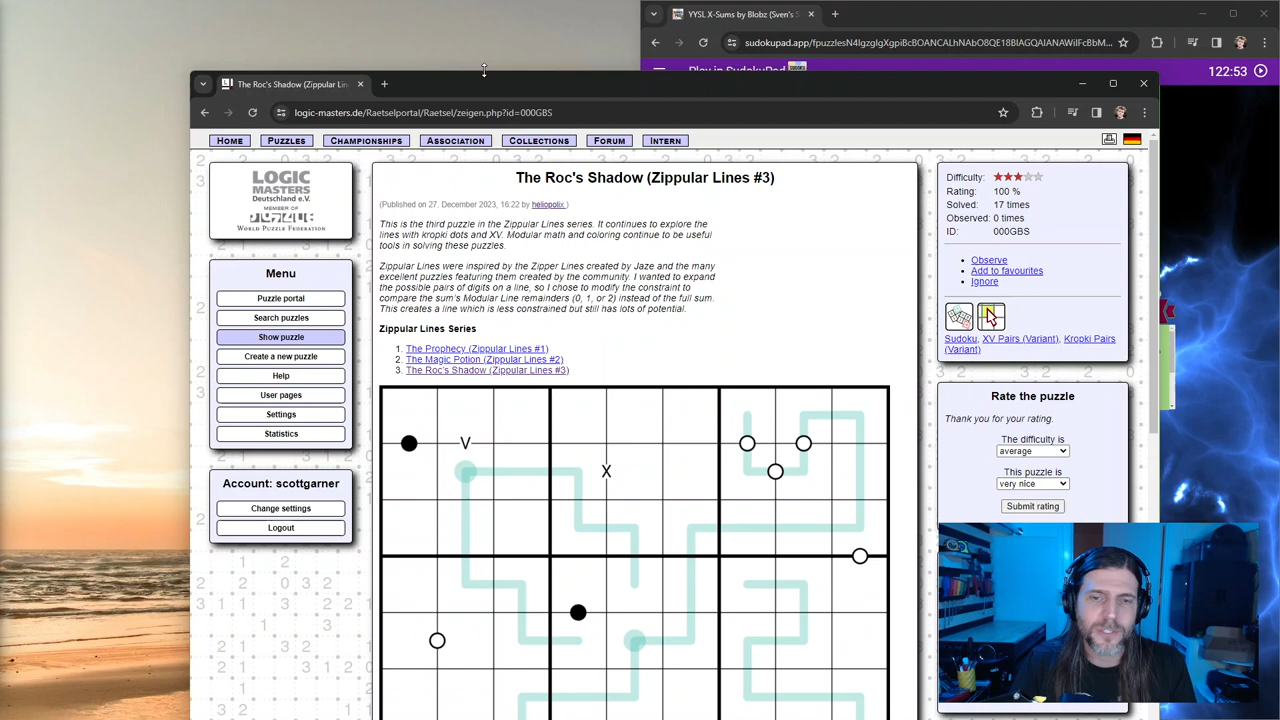 YYSL X-Sums by Blobz (Sven's S
sudokupad.app/fpuzzlesN4IgzgIgXgpiBcBOANCALhNAbO8QE18BIAGQAIANAWiIFcBbM...
Play in SudokuPad
122:53
The Roc's Shadow (Zippular Lin
logic-masters.de/Raetselportal/Raetsel/zeigen.php?id=000GBS
Home Puzzles Championships Association Collections Forum Intern
LOGIC
MASTERS
Deutschland e.V.
MEMBER OF
WORLD PUZZLE FEDERATION
Menu
Puzzle portal
Search puzzles
Show puzzle
Create a new puzzle
Help
User pages
Settings
Statistics
Account: scottgarner
Change settings
Logout
The Roc's Shadow (Zippular Lines #3)
(Published on 27. December 2023, 16:22 by heliopolix )
This is the third puzzle in the Zippular Lines series. It continues to explore the
lines with kropki dots and XV. Modular math and coloring continue to be useful
tools in solving these puzzles.
Zippular Lines were inspired by the Zipper Lines created by Jaze and the many
excellent puzzles featuring them created by the community. I wanted to expand
the possible pairs of digits on a line, so I chose to modify the constraint to
compare the sum's Modular Line remainders (0, 1, or 2) instead of the full sum.
This creates a line which is less constrained but still has lots of potential.
Zippular Lines Series
1. The Prophecy (Zippular Lines #1)
2. The Magic Potion (Zippular Lines #2)
3. The Roc's Shadow (Zippular Lines #3)
V
X
Difficulty:
Rating: 100 %
Solved: 17 times
Observed: 0 times
ID: 000GBS
Observe
Add to favourites
Ignore
Sudoku, XV Pairs (Variant), Kropki Pairs
(Variant)
Rate the puzzle
Thank you for your rating.
The difficulty is
average
This puzzle is
very nice
Submit rating